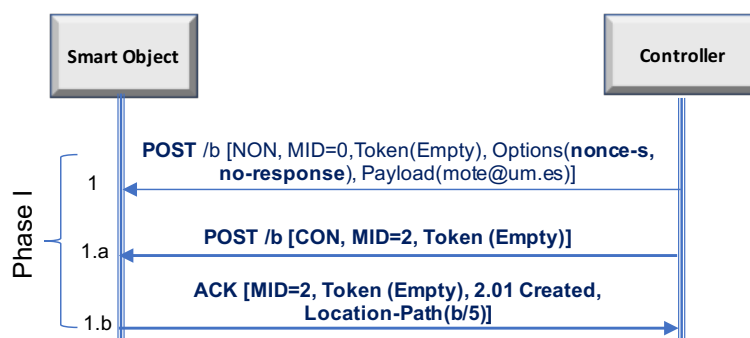 Smart Object
Controller
Phase I
1
POST /b [NON, MID=0,Token(Empty), Options(nonce-s,
no-response), Payload(mote@um.es)]
1.a
POST /b [CON, MID=2, Token (Empty)]
1.b
ACK [MID=2, Token (Empty), 2.01 Created,
Location-Path(b/5)]